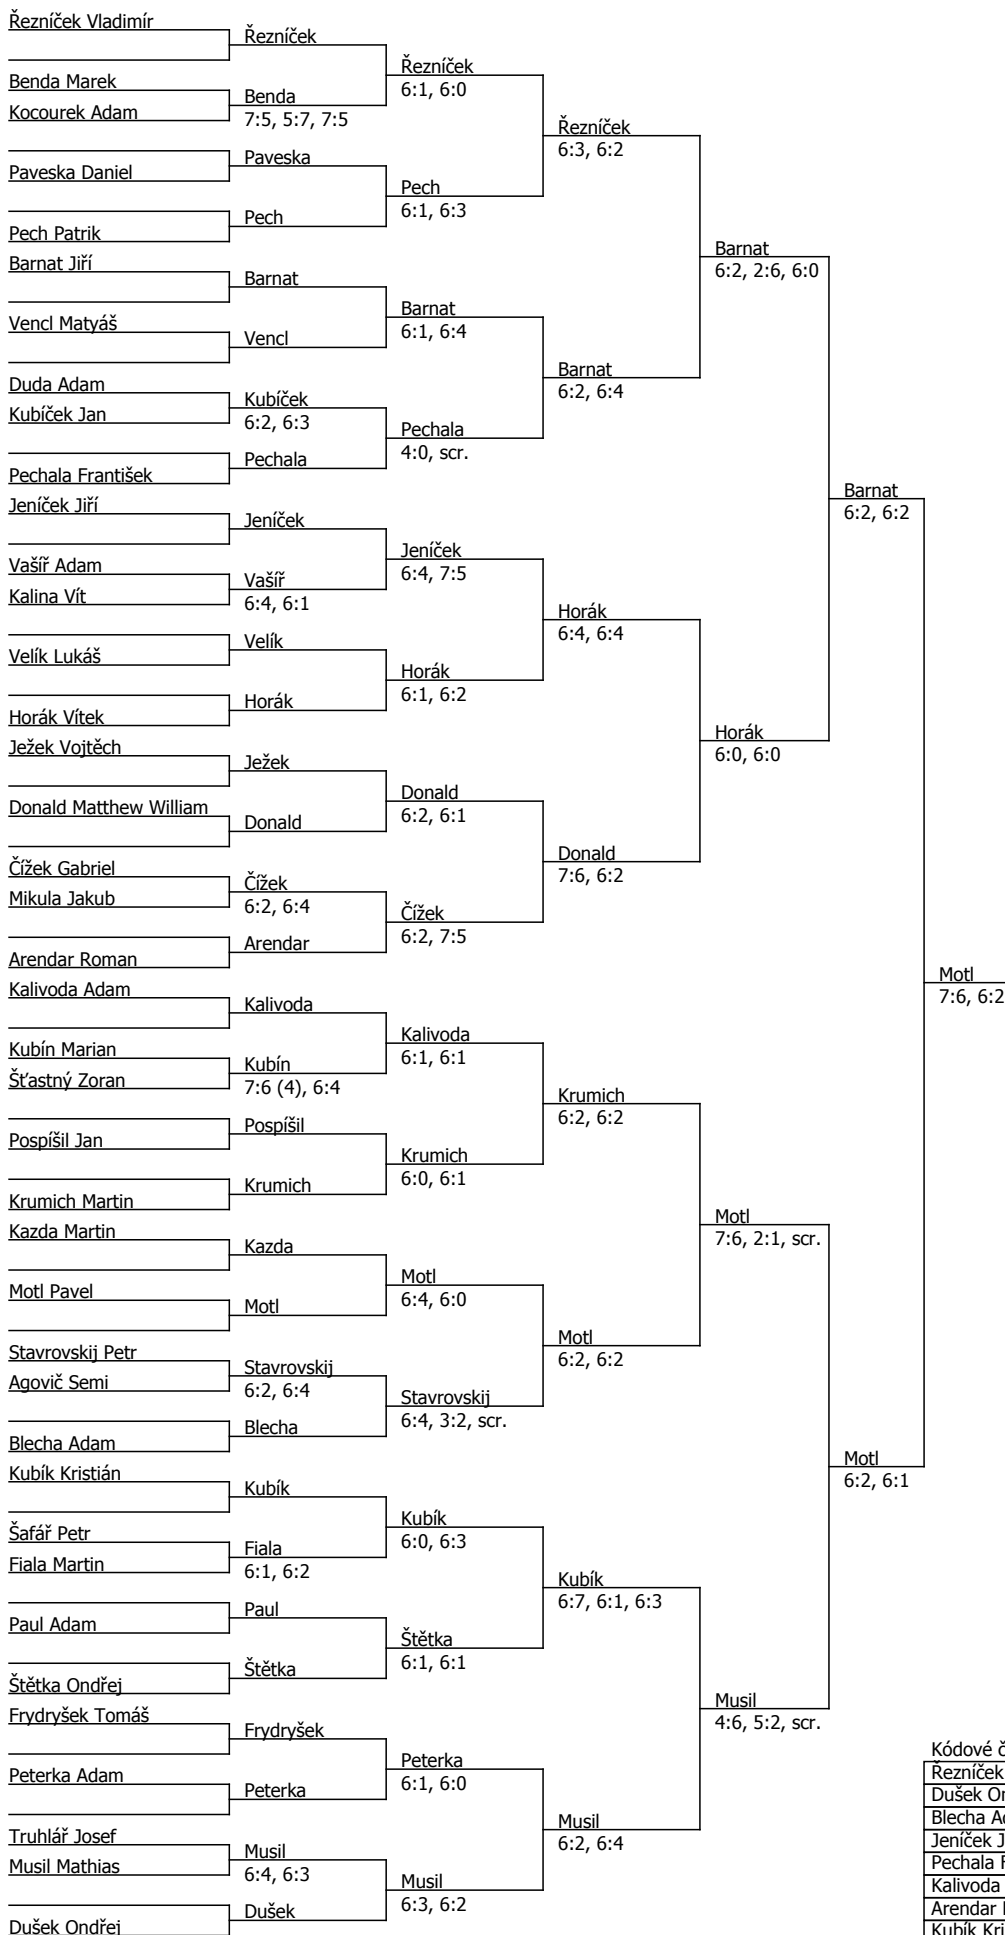 Řezníček Vladimír
Řezníček
Řezníček
6:1, 6:0
Benda Marek
Benda
7:5, 5:7, 7:5
Kocourek Adam
Řezníček
6:3, 6:2
Paveska
Paveska Daniel
Pech
6:1, 6:3
Pech
Pech Patrik
Barnat
6:2, 2:6, 6:0
Barnat Jiří
Barnat
Barnat
6:1, 6:4
Vencl Matyáš
Vencl
Barnat
6:2, 6:4
Duda Adam
Kubíček
6:2, 6:3
Kubíček Jan
Pechala
4:0, scr.
Pechala
Pechala František
Barnat
6:2, 6:2
Jeníček Jiří
Jeníček
Jeníček
6:4, 7:5
Vašíř Adam
Vašíř
6:4, 6:1
Kalina Vít
Horák
6:4, 6:4
Velík
Velík Lukáš
Horák
6:1, 6:2
Horák
Horák Vítek
Horák
6:0, 6:0
Ježek Vojtěch
Ježek
Donald
6:2, 6:1
Donald Matthew William
Donald
Donald
7:6, 6:2
Čížek Gabriel
Čížek
6:2, 6:4
Mikula Jakub
Čížek
6:2, 7:5
Arendar
Arendar Roman
Motl
7:6, 6:2
Kalivoda Adam
Kalivoda
Kalivoda
6:1, 6:1
Kubín Marian
Kubín
7:6 (4), 6:4
Šťastný Zoran
Krumich
6:2, 6:2
Pospíšil
Pospíšil Jan
Krumich
6:0, 6:1
Krumich
Krumich Martin
Motl
7:6, 2:1, scr.
Kazda Martin
Kazda
Motl
6:4, 6:0
Motl Pavel
Motl
Motl
6:2, 6:2
Stavrovskij Petr
Stavrovskij
6:2, 6:4
Agovič Semi
Stavrovskij
6:4, 3:2, scr.
Blecha
Blecha Adam
Motl
6:2, 6:1
Kubík Kristián
Kubík
Kubík
6:0, 6:3
Šafář Petr
Fiala
6:1, 6:2
Fiala Martin
Kubík
6:7, 6:1, 6:3
Paul
Paul Adam
Štětka
6:1, 6:1
Štětka
Štětka Ondřej
Musil
4:6, 5:2, scr.
Frydryšek Tomáš
Frydryšek
Peterka
6:1, 6:0
Peterka Adam
Peterka
Musil
6:2, 6:4
Truhlář Josef
Musil
6:4, 6:3
Musil Mathias
Musil
6:3, 6:2
Dušek
Dušek Ondřej
Kódové č
Řezníček
Dušek Or
Blecha A
Jeníček J
Pechala
Kalivoda
Arendar
Kubík Kri